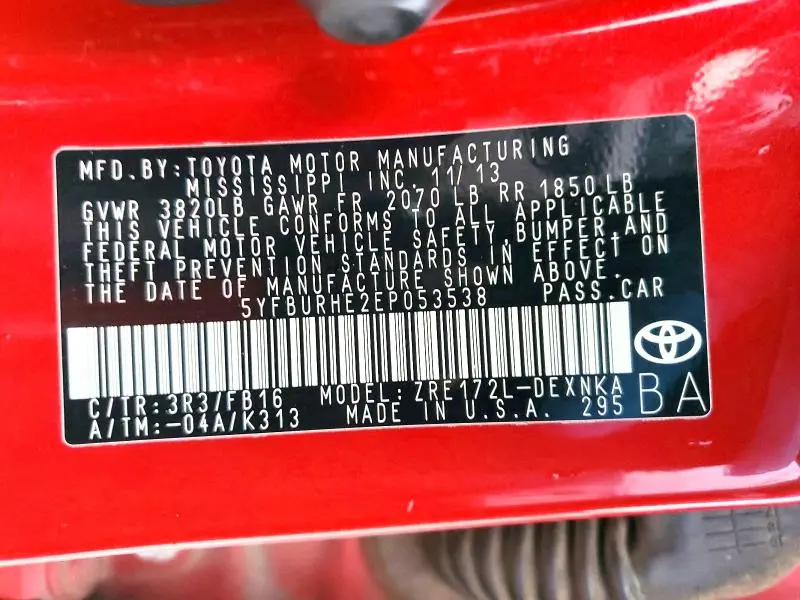 MFD.BY:TOYOTA MOTOR MANUFACTURING
MISSISSIPPI INC. 11/13
GVWR 3820LB GAWR FR 2070 LB RR 1850 LB
THIS VEHICLE CONFORMS TO ALL APPLICABLE
FEDERAL MOTOR VEHICLE SAFETY,BUMPER,AND
THEFT PREVENTION STANDARDS IN EFFECT ON
THE DATE OF MANUFACTURE SHOWN ABOVE.
5YFBURHE2EP053538 PASS.CAR
C/TR:3R3/FB16 MODEL:ZRE172L-DEXNKA
A/TM:-04A/K313 MADE IN U.S.A. 295
BA